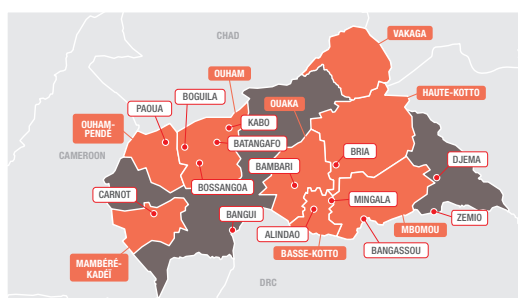 CHAD
VAKAGA
OUHAM
BOGUILA
HAUTE-KOTTO
PAOUA
OUAKA
KABO
OUHAM-
PENDÉ
BATANGAFO
BRIA
CAMEROON
BAMBARI
DJEMA
BOSSANGOA
CARNOT
MINGALA
BANGUI
ZEMIO
ALINDAO
MBOMOU
BASSE-KOTTO
BANGASSOU
MAMBÉRÉ-
KADÉÏ
DRC